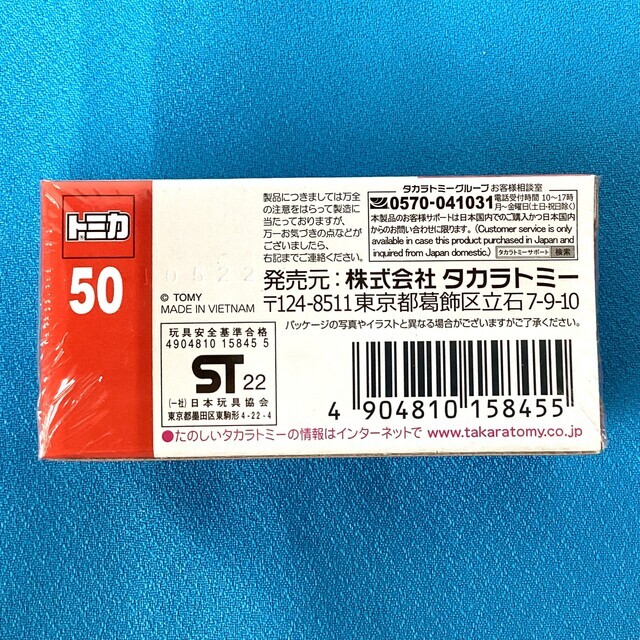 トミカ
50
製品につきましては万全
の注意をはらって製造に
当たっておりますが、
万一お気づきの点などが
ございましたら、
右記までご連絡ください。
0522
© TOMY
MADE IN VIETNAM
タカラトミーグループ お客様相談室
0570-041031
電話受付時間 10〜17時
月〜金曜日(土・日・祝日除く)
本製品のお客様サポートは日本国内でのご購入かつ日本国内
からのお問い合わせに限ります。(Customer service is only
available in case this product purchased in Japan and
inquired from Japan domestic.)
タカラトミーサポート 検索
発売元:株式会社 タカラトミー
〒124-8511東京都葛飾区立石7-9-10
パッケージの写真やイラストと異なる場合がございますがご了承ください。
玩具安全基準合格
4904810 15845 5
ST 22
(一社)日本玩具協会
東京都墨田区東駒形4-22-4
4 904810 158455
●たのしいタカラトミーの情報はインターネットで www.takaratomy.co.jp